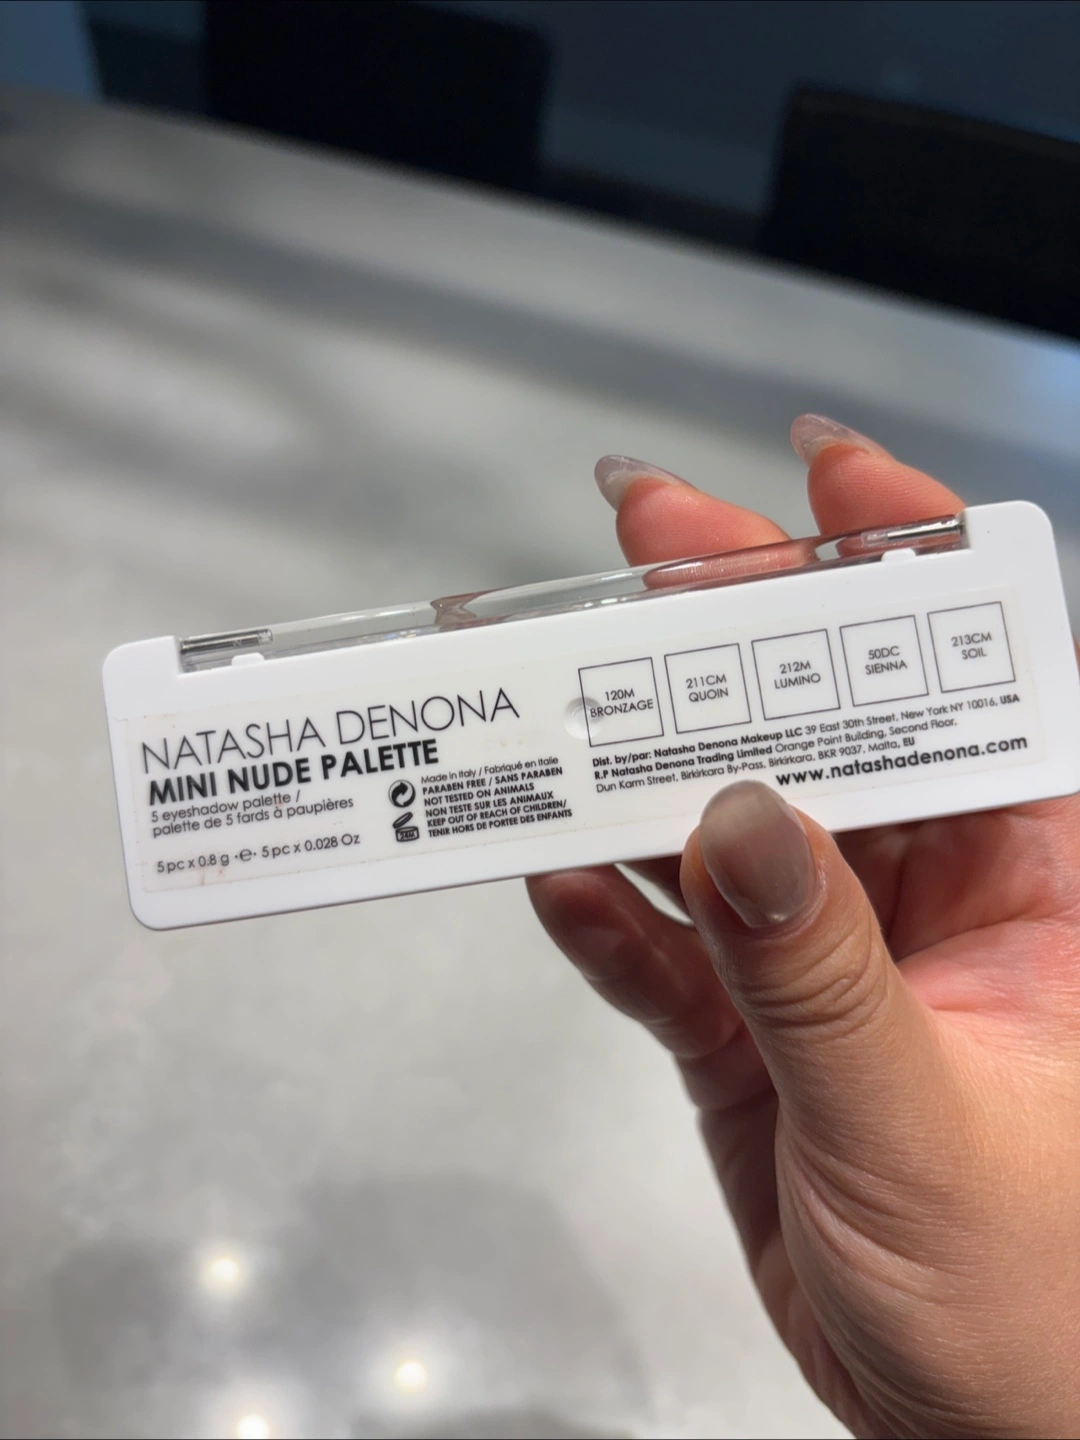 NATASHA DENONA
MINI NUDE PALETTE
5 eyeshadow palette /
palette de 5 fards à paupières
5 pc x 0.8 g ·e· 5 pc x 0.028 Oz
Made in Italy / Fabriqué en Italie
PARABEN FREE / SANS PARABEN
NOT TESTED ON ANIMALS
NON TESTE SUR LES ANIMAUX
KEEP OUT OF REACH OF CHILDREN/
TENIR HORS DE PORTEE DES ENFANTS
24M
120M
BRONZAGE
211CM
QUOIN
212M
LUMINO
50DC
SIENNA
213CM
SOIL
Dist. by/par: Natasha Denona Makeup LLC 39 East 30th Street, New York NY 10016, USA
R.P Natasha Denona Trading Limited Orange Point Building, Second Floor,
Dun Karm Street, Birkirkara By-Pass, Birkirkara, BKR 9037, Malta, EU
www.natashadenona.com